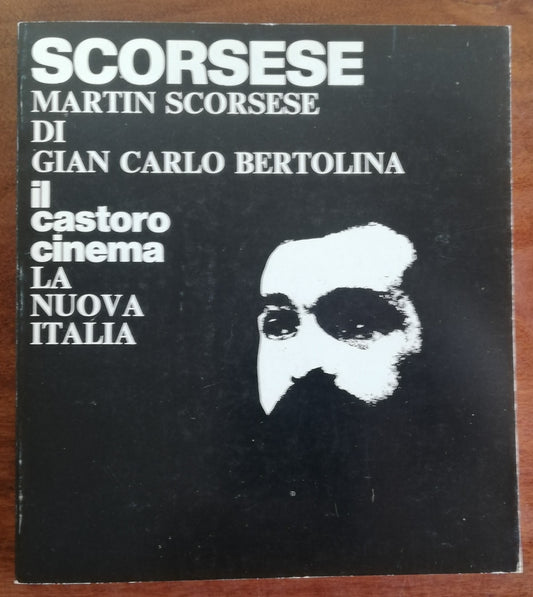 SCORSESE
MARTIN SCORSESE
DI
GIAN CARLO BERTOLINA
il
castoro
cinema
LA
NUOVA
ITALIA